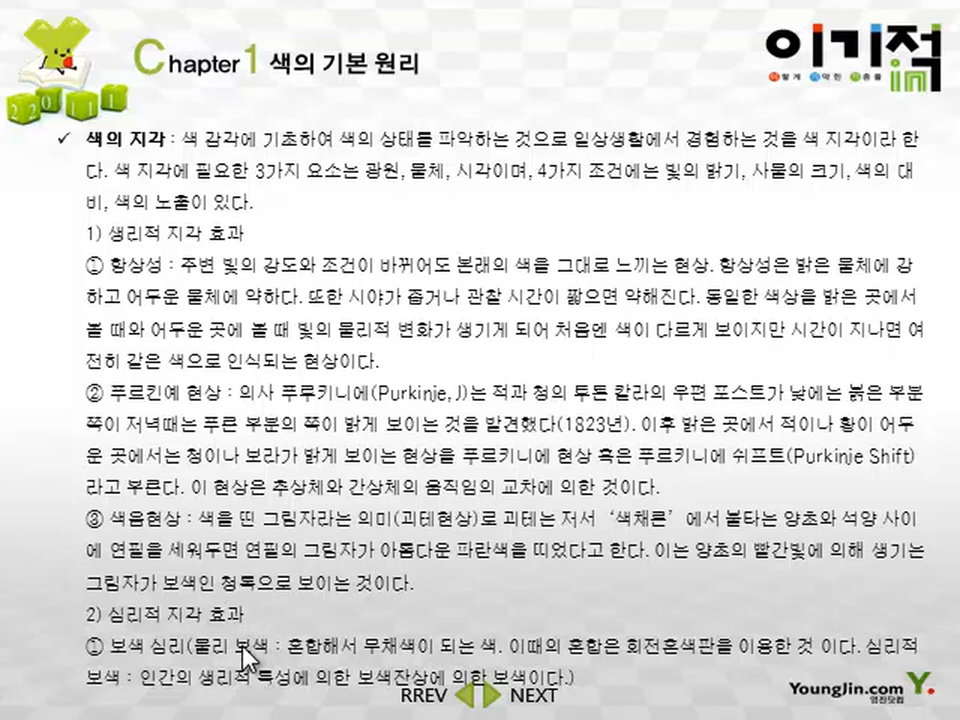 Chapter1 색의 기본 원리
이기적in
이렇게 기막힌 적중률
2 2 0 1 1 1
✓ 색의 지각 : 색 감각에 기초하여 색의 상태를 파악하는 것으로 일상생활에서 경험하는 것을 색 지각이라 한
다. 색 지각에 필요한 3가지 요소는 광원, 물체, 시각이며, 4가지 조건에는 빛의 밝기, 사물의 크기, 색의 대
비, 색의 노출이 있다.
1) 생리적 지각 효과
① 항상성 : 주변 빛의 강도와 조건이 바뀌어도 본래의 색을 그대로 느끼는 현상. 항상성은 밝은 물체에 강
하고 어두운 물체에 약하다. 또한 시야가 좁거나 관찰 시간이 짧으면 약해진다. 동일한 색상을 밝은 곳에서
볼 때와 어두운 곳에 볼 때 빛의 물리적 변화가 생기게 되어 처음엔 색이 다르게 보이지만 시간이 지나면 여
전히 같은 색으로 인식되는 현상이다.
② 푸르킨예 현상 : 의사 푸루키니에(Purkinje, J)는 적과 청의 투톤 칼라의 우편 포스트가 낮에는 붉은 부분
쪽이 저녁때는 푸른 부분의 쪽이 밝게 보이는 것을 발견했다(1823년). 이후 밝은 곳에서 적이나 황이 어두
운 곳에서는 청이나 보라가 밝게 보이는 현상을 푸르키니에 현상 혹은 푸르키니에 쉬프트(Purkinje Shift)
라고 부른다. 이 현상은 추상체와 간상체의 움직임의 교차에 의한 것이다.
③ 색음현상 : 색을 띤 그림자라는 의미(괴테현상)로 괴테는 저서 ‘색채론’에서 불타는 양초와 석양 사이
에 연필을 세워두면 연필의 그림자가 아름다운 파란색을 띠었다고 한다. 이는 양초의 빨간빛에 의해 생기는
그림자가 보색인 청록으로 보이는 것이다.
2) 심리적 지각 효과
① 보색 심리(물리 보색 : 혼합해서 무채색이 되는 색. 이때의 혼합은 회전혼색판을 이용한 것 이다. 심리적
보색 : 인간의 생리적 특성에 의한 보색잔상에 의한 보색이다.)
RREV NEXT
YoungJin.com Y.
영진닷컴